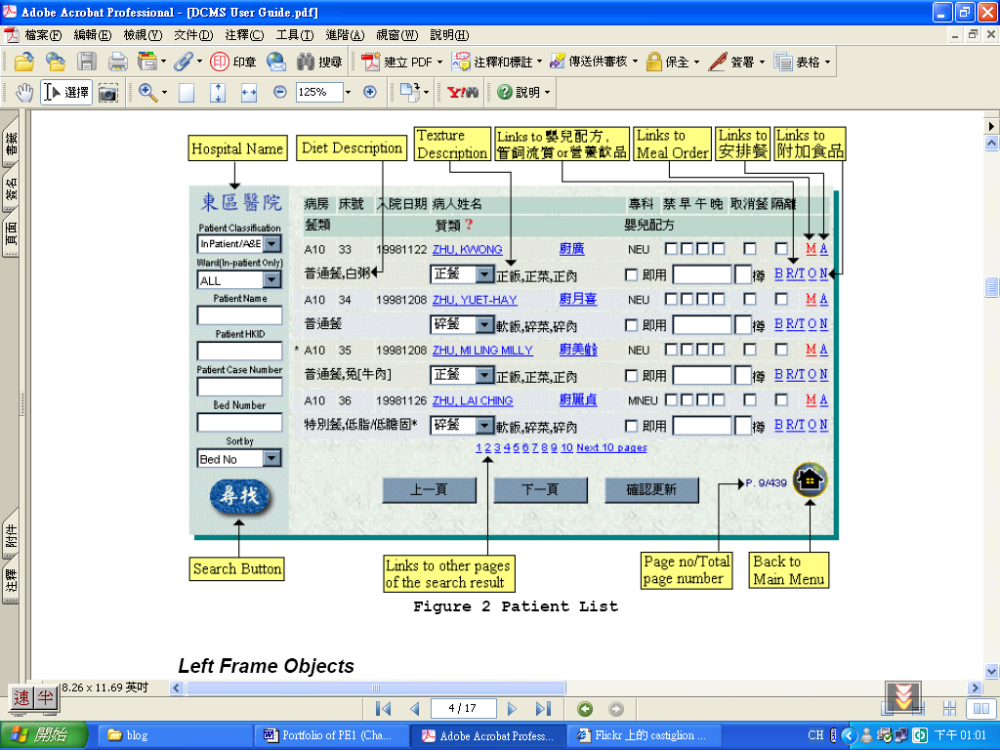 Adobe Acrobat Professional - [DCMS User Guide.pdf]
檔案(F) 編輯(E) 檢視(V) 文件(D) 注釋(C) 工具(T) 進階(A) 視窗(W) 說明(H)
印章 搜尋 建立 PDF 注釋和標註 傳送供審核 保全 簽署 表格
選擇 125% Y! 說明
書籤
簽名
頁面
附件
注釋
Hospital Name
Diet Description
Texture
Description
Links to 嬰兒配方,
管飼流質 or 營養飲品
Links to
Meal Order
Links to
安排餐
Links to
附加食品
東區醫院
Patient Classification
In Patient/A&E
Ward(In-patient Only)
ALL
Patient Name
Patient HKID
Patient Case Number
Bed Number
Sort by
Bed No
尋找
病房 床號 入院日期 病人姓名 專科 禁 早 午 晚 取消餐 隔離
餐類 質類 ? 嬰兒配方
A10 33 19981122 ZHU, KWONG 廚廣 NEU M A
普通餐,白粥 正餐 正飯,正菜,正肉 即用 樽 B R/T O N
A10 34 19981208 ZHU, YUET-HAY 廚月喜 NEU M A
普通餐 碎餐 軟飯,碎菜,碎肉 即用 樽 B R/T O N
* A10 35 19981208 ZHU, MI LING MILLY 廚美齡 NEU M A
普通餐,免[牛肉] 正餐 正飯,正菜,正肉 即用 樽 B R/T O N
A10 36 19981126 ZHU, LAI CHING 廚麗貞 MNEU M A
特別餐,低脂/低膽固* 碎餐 軟飯,碎菜,碎肉 即用 樽 B R/T O N
1 2 3 4 5 6 7 8 9 10 Next 10 pages
上一頁 下一頁 確認更新 P. 9/439
Search Button
Links to other pages
of the search result
Page no/Total
page number
Back to
Main Menu
Figure 2 Patient List
Left Frame Objects
速 半 8.26 x 11.69 英吋
4 / 17
開始 blog Portfolio of PE1 (Cha... Adobe Acrobat Profess... Flickr 上的 castiglion ... CH 下午 01:01